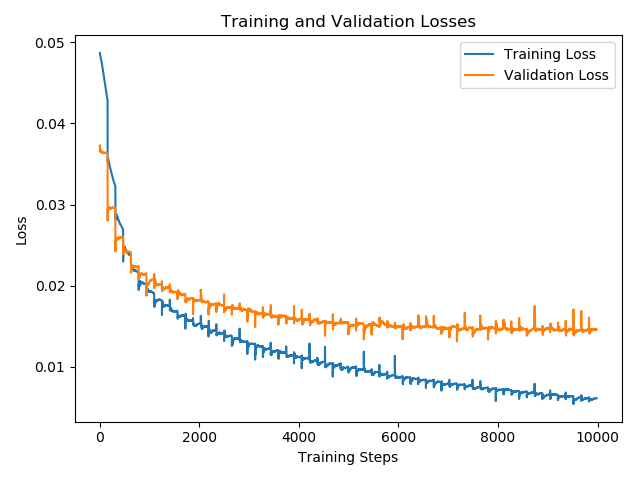 Training and Validation Losses
Training Loss
Validation Loss
0.05
0.04
0.03
0.02
0.01
Loss
0
2000
4000
6000
8000
10000
Training Steps